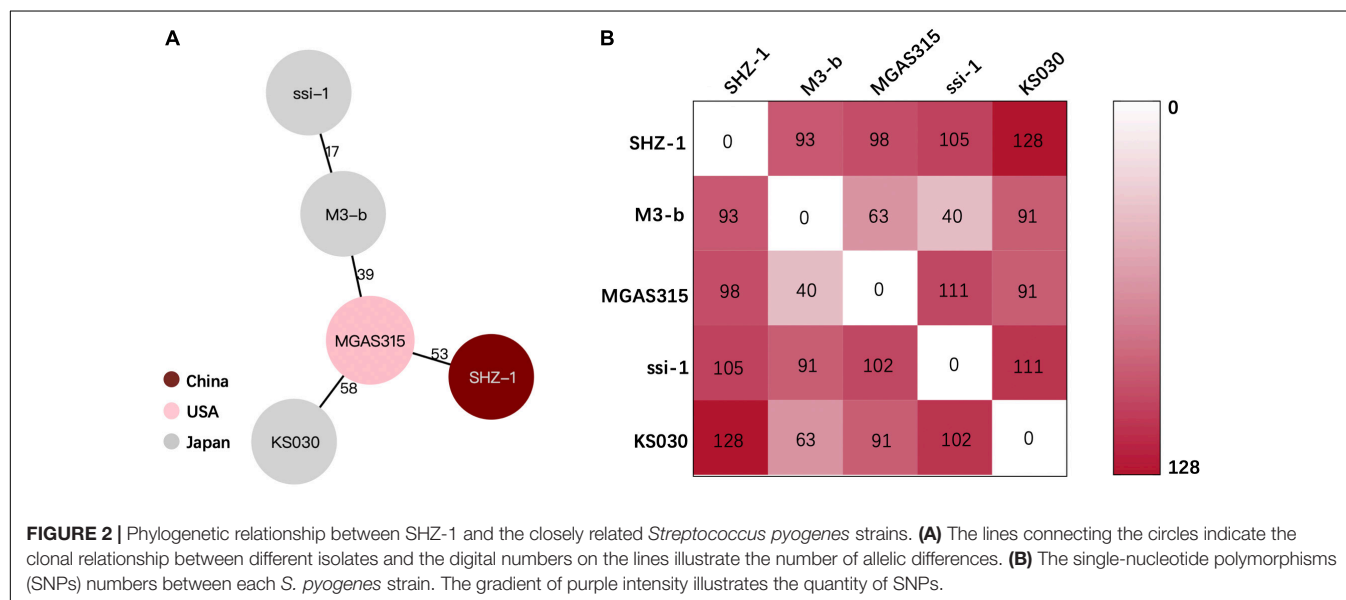 A
ssi–1
17
M3–b
39
MGAS315
53
SHZ–1
58
KS030
China
USA
Japan
B
SHZ-1 M3-b MGAS315 ssi-1 KS030
SHZ-1 0 93 98 105 128
M3-b 93 0 63 40 91
MGAS315 98 40 0 111 91
ssi-1 105 91 102 0 111
KS030 128 63 91 102 0
0
128
FIGURE 2 | Phylogenetic relationship between SHZ-1 and the closely related Streptococcus pyogenes strains. (A) The lines connecting the circles indicate the
clonal relationship between different isolates and the digital numbers on the lines illustrate the number of allelic differences. (B) The single-nucleotide polymorphisms
(SNPs) numbers between each S. pyogenes strain. The gradient of purple intensity illustrates the quantity of SNPs.